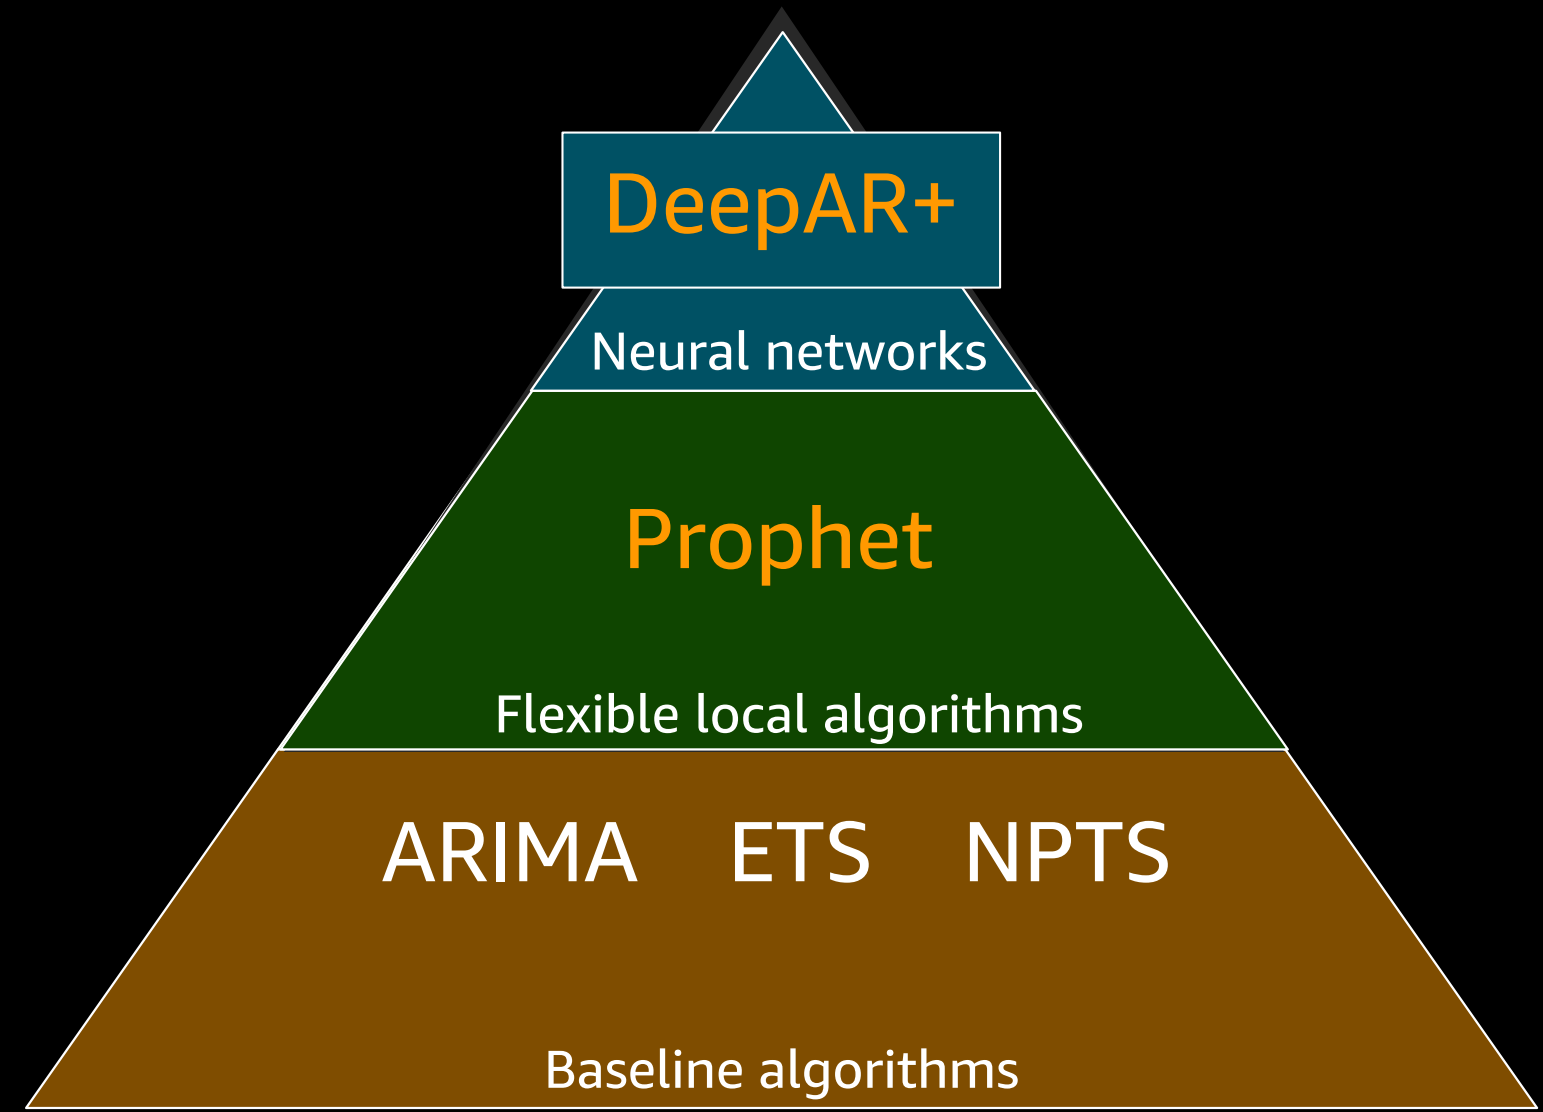 DeepAR+
Neural networks
Prophet
Flexible local algorithms
ARIMA ETS NPTS
Baseline algorithms